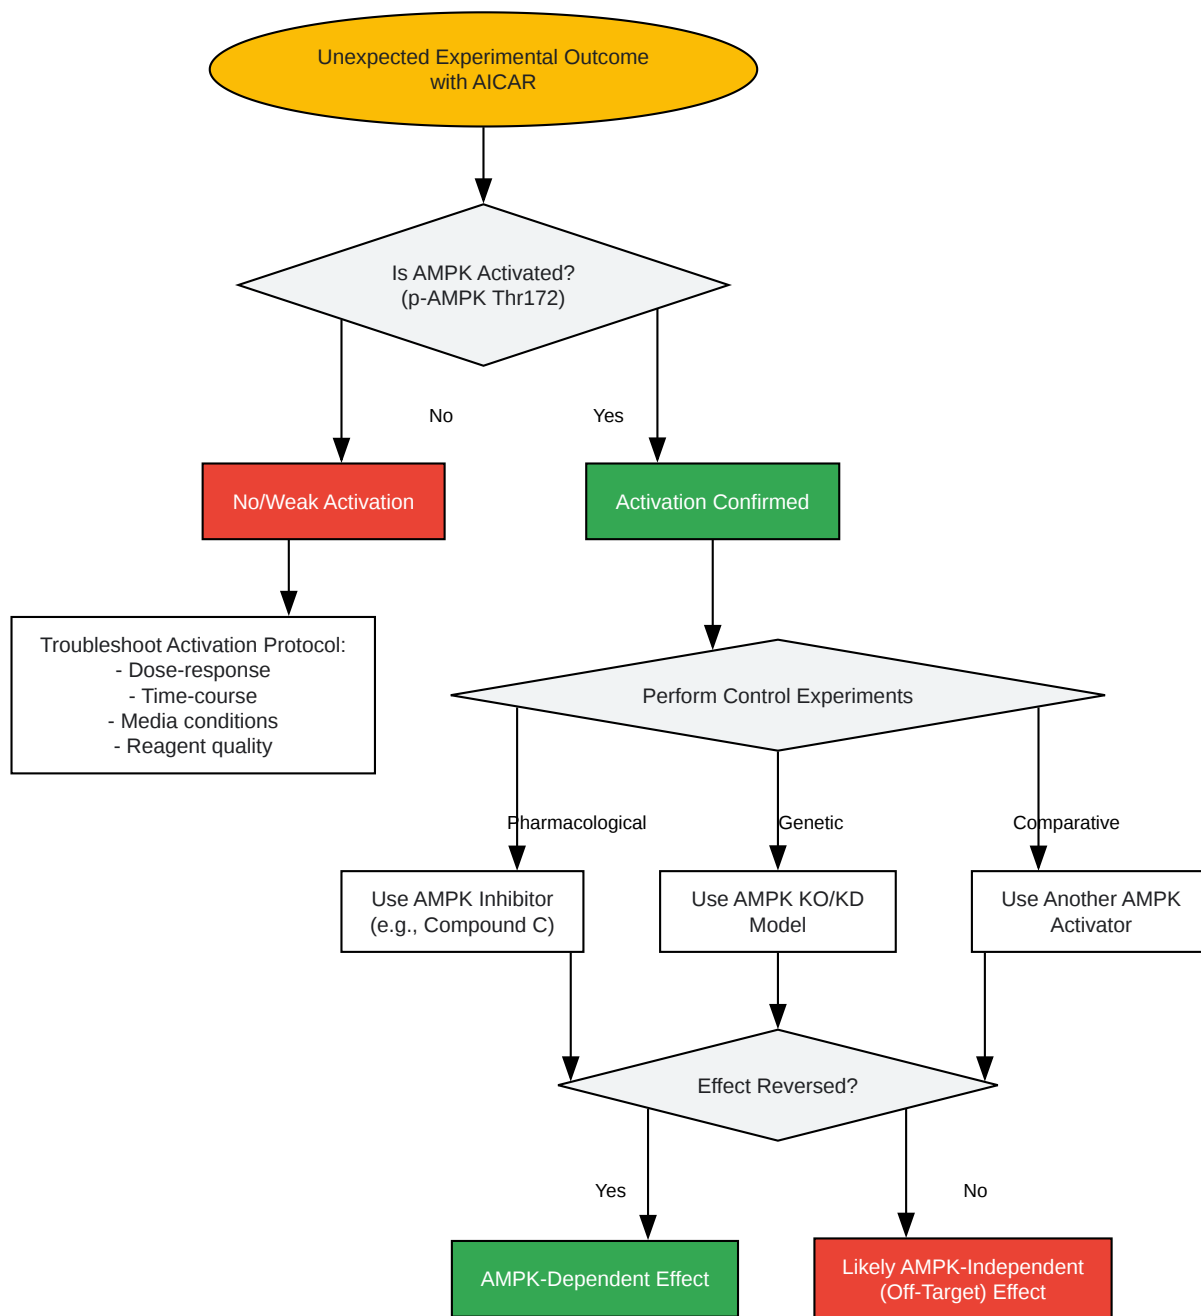 Unexpected Experimental Outcome
with AICAR
Is AMPK Activated?
(p-AMPK Thr172)
No
Yes
No/Weak Activation
Activation Confirmed
Troubleshoot Activation Protocol:
- Dose-response
- Time-course
- Media conditions
- Reagent quality
Perform Control Experiments
Pharmacological
Genetic
Comparative
Use AMPK Inhibitor
(e.g., Compound C)
Use AMPK KO/KD
Model
Use Another AMPK
Activator
Effect Reversed?
Yes
No
AMPK-Dependent Effect
Likely AMPK-Independent
(Off-Target) Effect